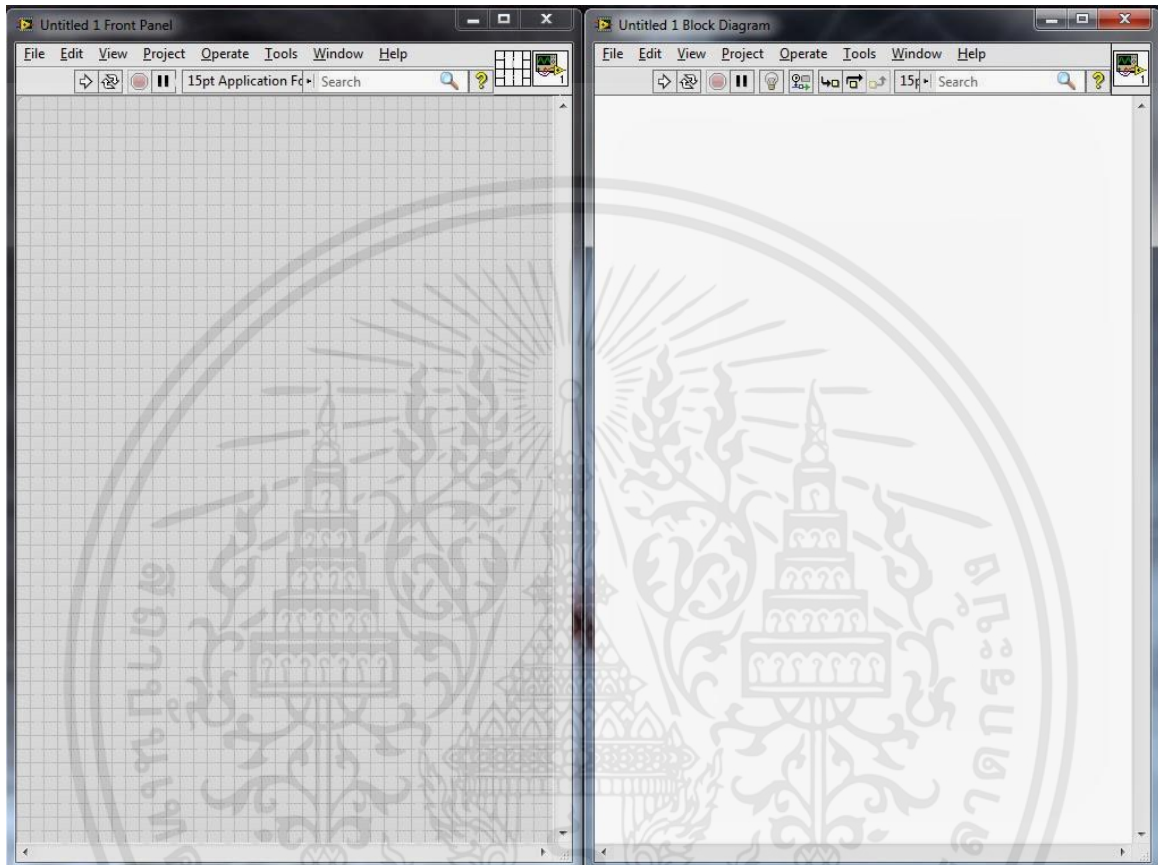 Untitled 1 Front Panel
File Edit View Project Operate Tools Window Help
15pt Application Fo
Search
1
Untitled 1 Block Diagram
File Edit View Project Operate Tools Window Help
15p
Search
1